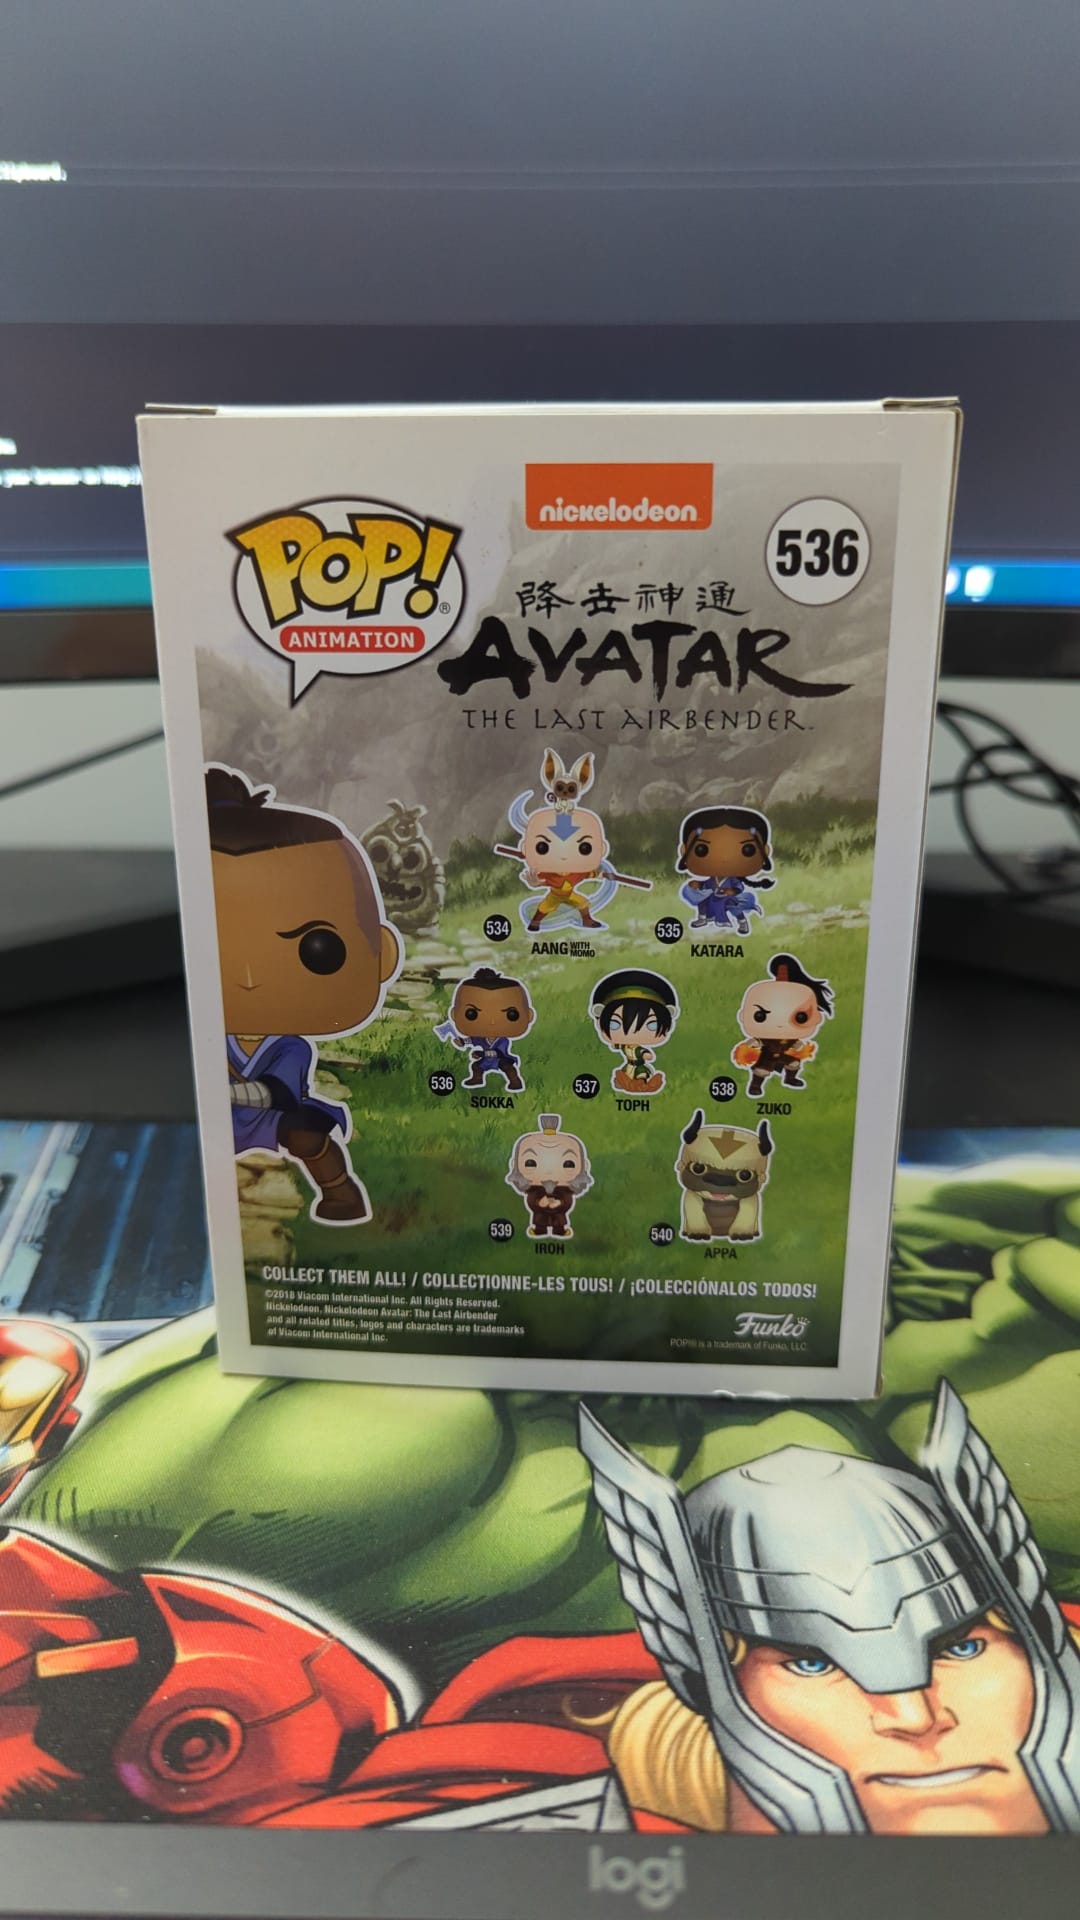 nickelodeon
POP!®
ANIMATION
536
降去神通
AVATAR
THE LAST AIRBENDER™
534
AANG WITH MOMO
535
KATARA
536
SOKKA
537
TOPH
538
ZUKO
539
IROH
540
APPA
COLLECT THEM ALL! / COLLECTIONNE-LES TOUS! / ¡COLECCIÓNALOS TODOS!
©2018 Viacom International Inc. All Rights Reserved.
Nickelodeon, Nickelodeon Avatar: The Last Airbender
and all related titles, logos and characters are trademarks
of Viacom International Inc.
Funko
is a trademark of Funko, LLC
logi